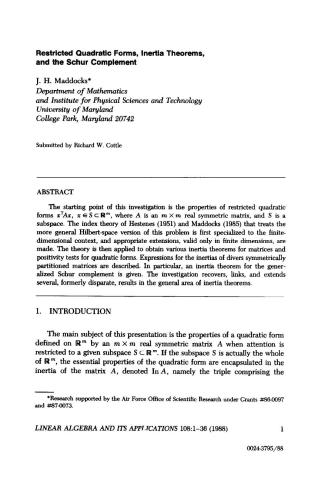 Restricted Quadratic Forms, Inertia Theorems,
and the Schur Complement
J. H. Maddocks*
Department of Mathematics
and Institute for Physical Sciences and Technology
University of Maryland
College Park, Maryland 20742
Submitted by Richard W. Cottle
ABSTRACT
The starting point of this investigation is the properties of restricted quadratic
forms xᵀAx, x ∈ S ⊂ ℝᵐ, where A is an m × m real symmetric matrix, and S is a
subspace. The index theory of Hestenes (1951) and Maddocks (1985) that treats the
more general Hilbert-space version of this problem is first specialized to the finite-
dimensional context, and appropriate extensions, valid only in finite dimensions, are
made. The theory is then applied to obtain various inertia theorems for matrices and
positivity tests for quadratic forms. Expressions for the inertias of divers symmetrically
partitioned matrices are described. In particular, an inertia theorem for the gener-
alized Schur complement is given. The investigation recovers, links, and extends
several, formerly disparate, results in the general area of inertia theorems.
1. INTRODUCTION
The main subject of this presentation is the properties of a quadratic form
defined on ℝᵐ by an m × m real symmetric matrix A when attention is
restricted to a given subspace S ⊂ ℝᵐ. If the subspace S is actually the whole
of ℝᵐ, the essential properties of the quadratic form are encapsulated in the
inertia of the matrix A, denoted In A, namely the triple comprising the
*Research supported by the Air Force Office of Scientific Research under Grants #86-0097
and #87-0073.
LINEAR ALGEBRA AND ITS APPLICATIONS 108:1–36 (1988) 1
0024-3795/88